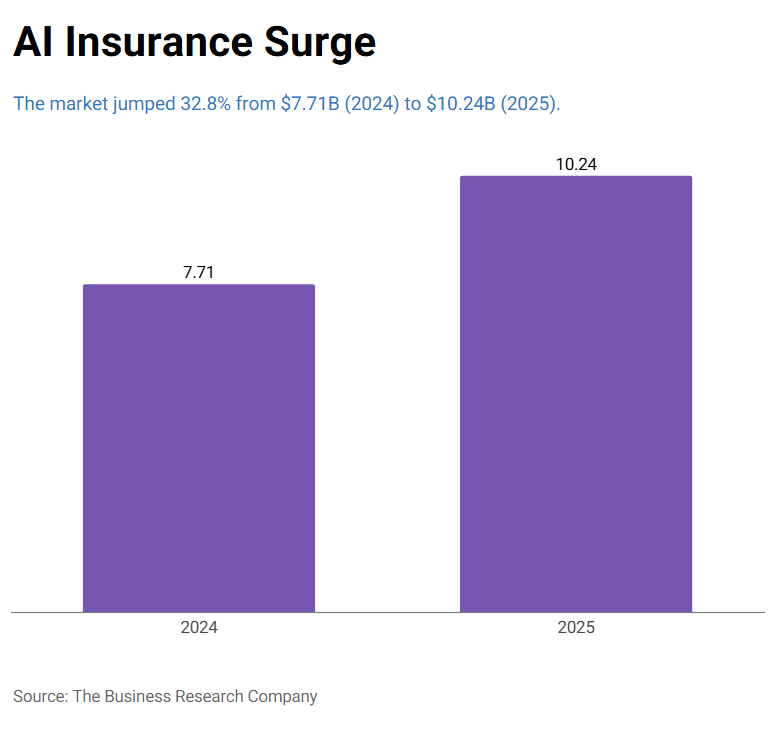 AI Insurance Surge
The market jumped 32.8% from $7.71B (2024) to $10.24B (2025).
10.24
7.71
2024 2025
Source: The Business Research Company